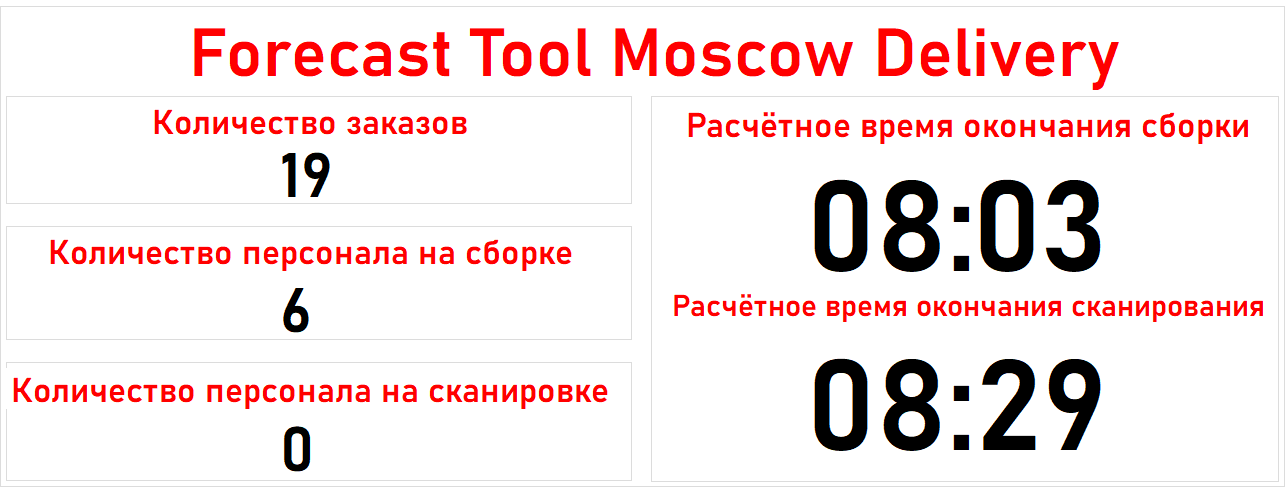 Forecast Tool Moscow Delivery
Количество заказов
19
Количество персонала на сборке
6
Количество персонала на сканировке
0
Расчётное время окончания сборки
08:03
Расчётное время окончания сканирования
08:29